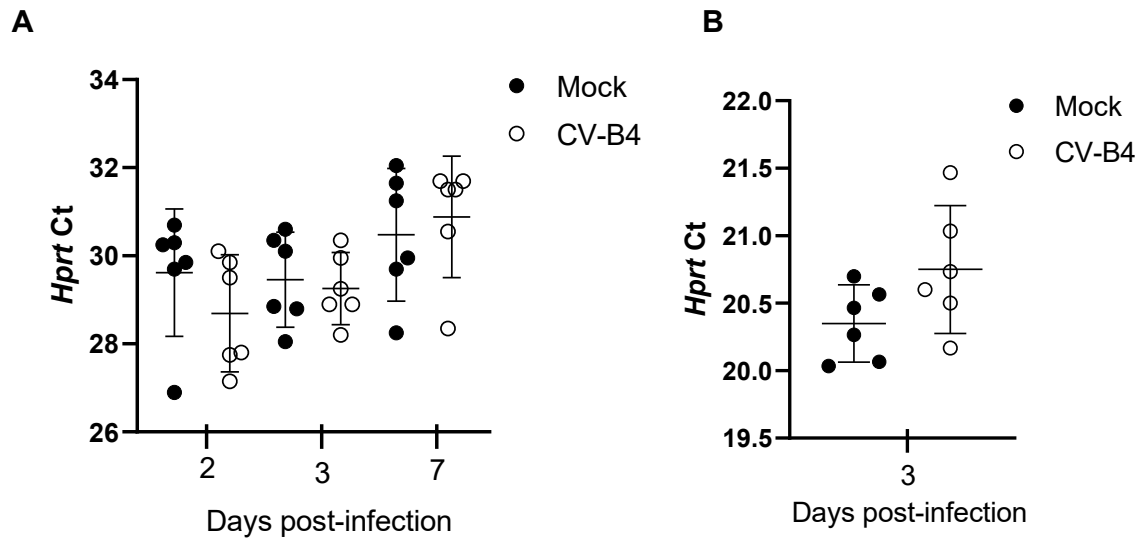 A
34
32
30
28
26
Hprt Ct
2
3
7
Days post-infection
Mock
CV-B4
B
22.0
21.5
21.0
20.5
20.0
19.5
Hprt Ct
3
Days post-infection
Mock
CV-B4